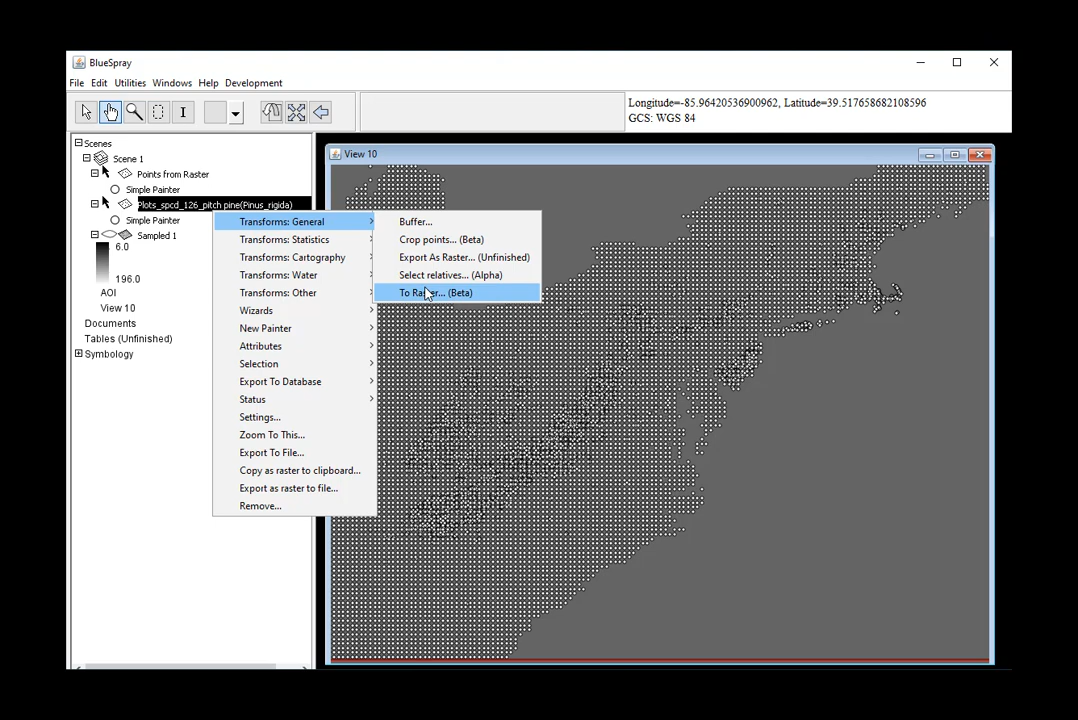 BlueSpray
File Edit Utilities Windows Help Development
I
Longitude=-85.96420536900962, Latitude=39.517658682108596
GCS: WGS 84
Scenes
Scene 1
Points from Raster
Simple Painter
Plots_spcd_126_pitch pine(Pinus_rigida)
Simple Painter
Sampled 1
6.0
196.0
AOI
View 10
Documents
Tables (Unfinished)
Symbology
View 10
Transforms: General
Transforms: Statistics
Transforms: Cartography
Transforms: Water
Transforms: Other
Wizards
New Painter
Attributes
Selection
Export To Database
Status
Settings...
Zoom To This...
Export To File...
Copy as raster to clipboard...
Export as raster to file...
Remove...
Buffer...
Crop points... (Beta)
Export As Raster... (Unfinished)
Select relatives... (Alpha)
To Raster... (Beta)